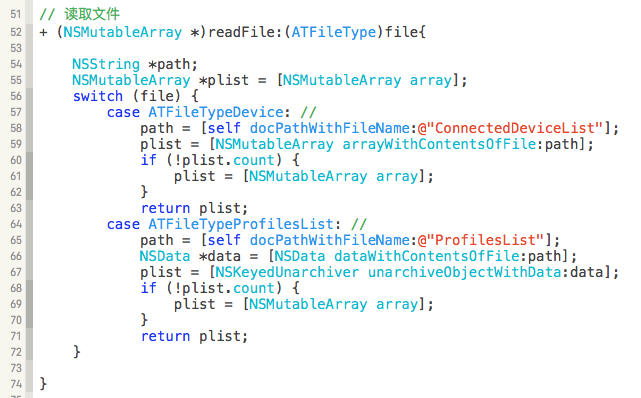 51 // 读取文件
52 + (NSMutableArray *)readFile:(ATFileType)file{
53
54     NSString *path;
55     NSMutableArray *plist = [NSMutableArray array];
56     switch (file) {
57         case ATFileTypeDevice: //
58             path = [self docPathWithFileName:@"ConnectedDeviceList"];
59             plist = [NSMutableArray arrayWithContentsOfFile:path];
60             if (!plist.count) {
61                 plist = [NSMutableArray array];
62             }
63             return plist;
64         case ATFileTypeProfilesList: //
65             path = [self docPathWithFileName:@"ProfilesList"];
66             NSData *data = [NSData dataWithContentsOfFile:path];
67             plist = [NSKeyedUnarchiver unarchiveObjectWithData:data];
68             if (!plist.count) {
69                 plist = [NSMutableArray array];
70             }
71             return plist;
72     }
73
74 }